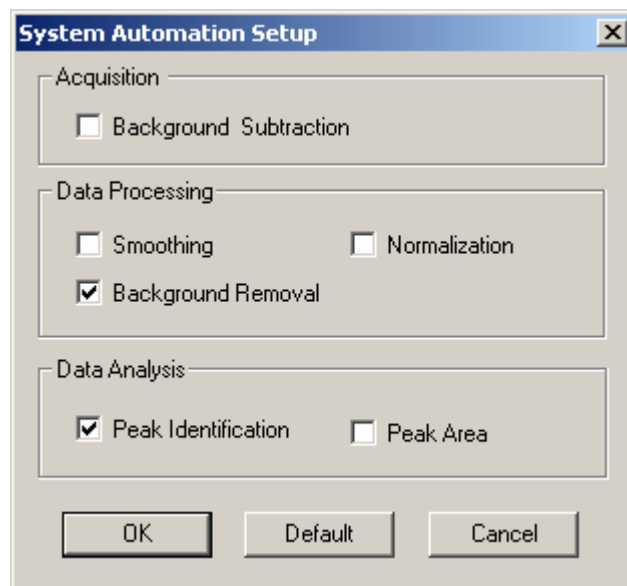 System Automation Setup
Acquisition
Background Subtraction
Data Processing
Smoothing
Normalization
Background Removal
Data Analysis
Peak Identification
Peak Area
OK
Default
Cancel